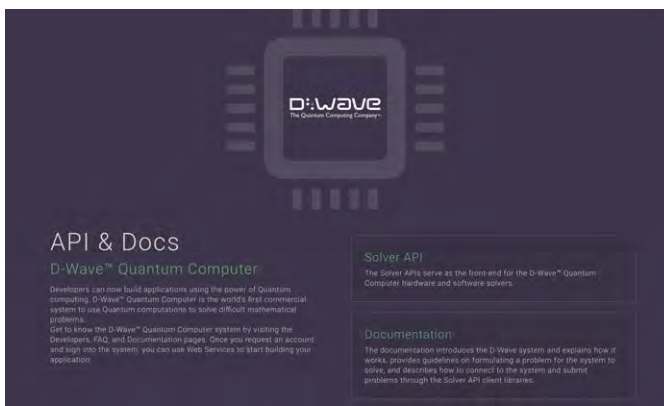 D:wave
The Quantum Computing Company™
API & Docs
D-Wave™ Quantum Computer
Developers can now build applications using the power of Quantum
computing. D-Wave™ Quantum Computer is the world's first commercial
system to use Quantum computations to solve difficult mathematical
problems.
Get to know the D-Wave™ Quantum Computer system by visiting the
Developers, FAQ, and Documentation pages. Once you request an account
and sign into the system, you can use Web Services to start building your
application.
Solver API
The Solver APIs serve as the front-end for the D-Wave™ Quantum
Computer hardware and software solvers.
Documentation
The documentation introduces the D-Wave system and explains how it
works, provides guidelines on formulating a problem for the system to
solve, and describes how to connect to the system and submit
problems through the Solver API client libraries.